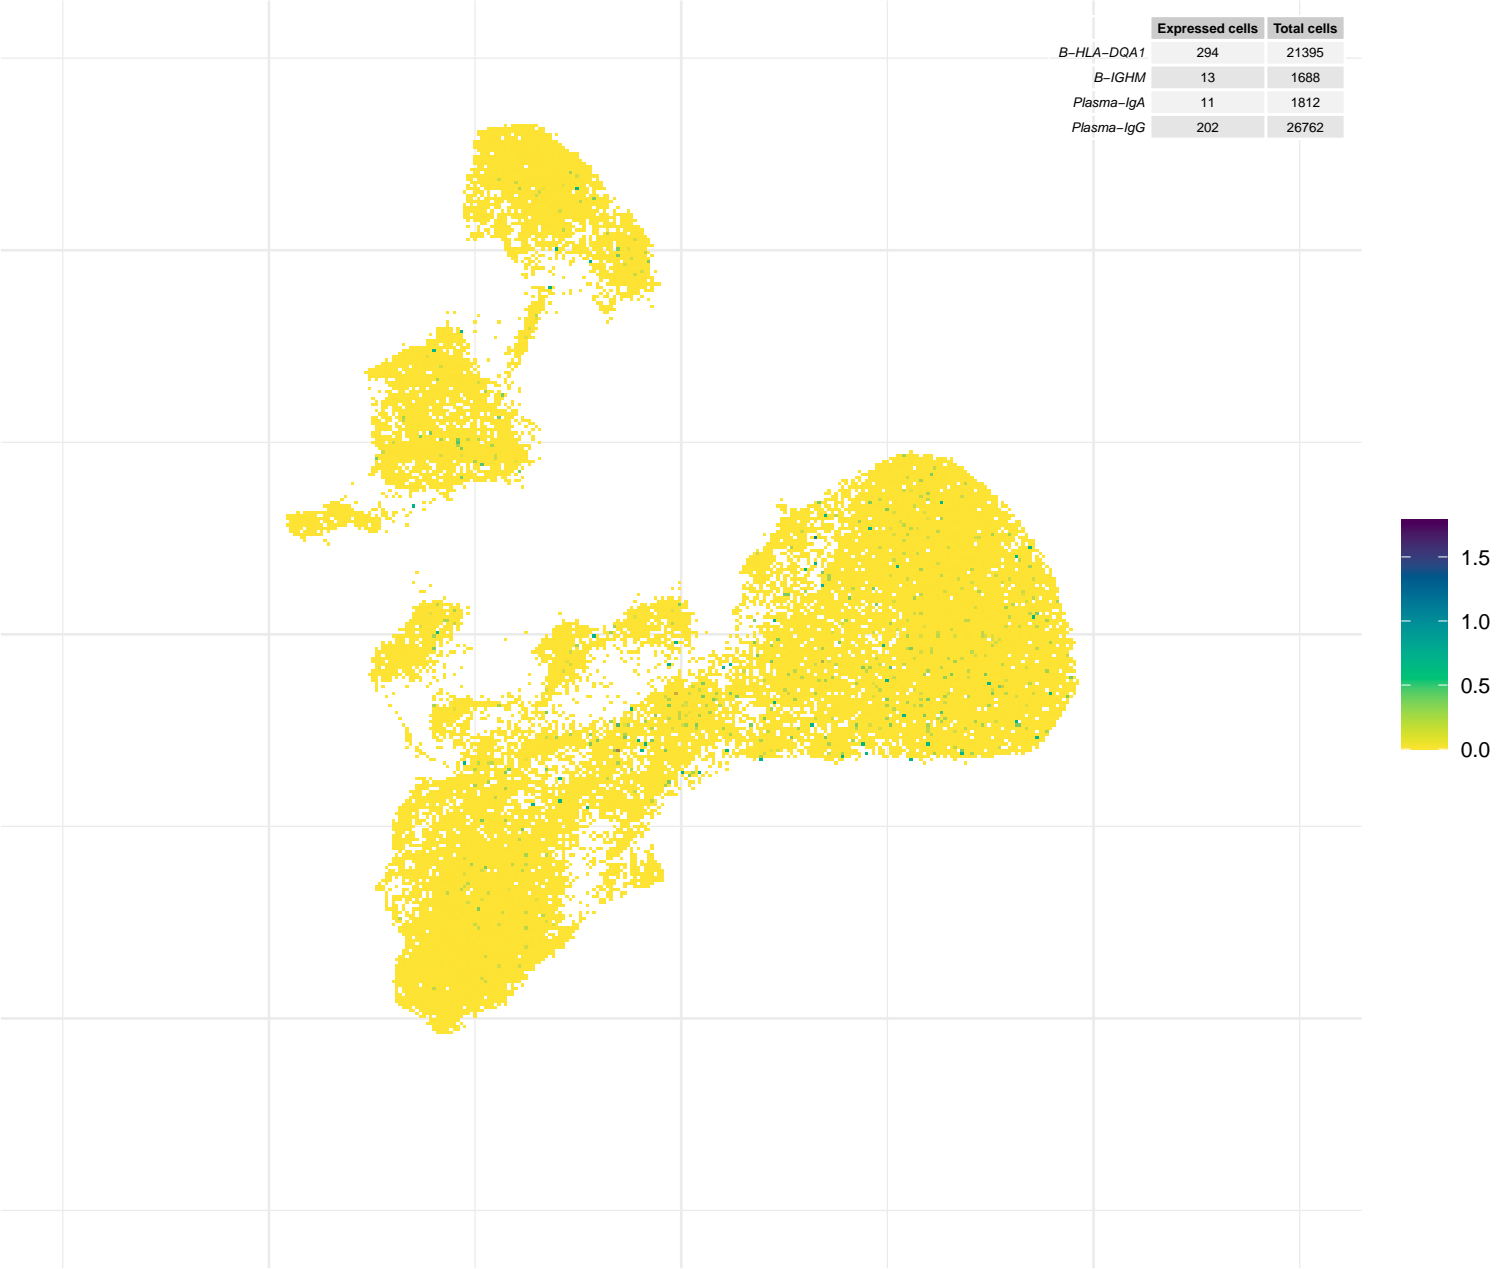 Expressed cells Total cells
B−HLA−DQA1 294 21395
B−IGHM 13 1688
Plasma−IgA 11 1812
Plasma−IgG 202 26762
1.5
1.0
0.5
0.0